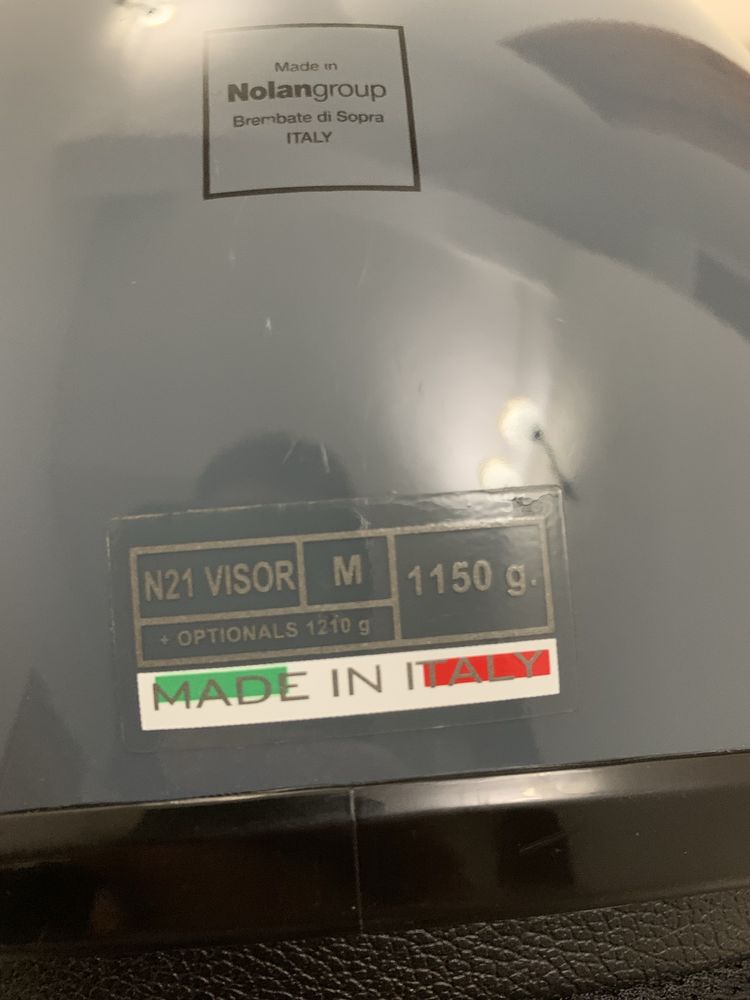 Made in
Nolangroup
Brembate di Sopra
ITALY
N21 VISOR M 1150 g.
+ OPTIONALS 1210 g
MADE IN ITALY